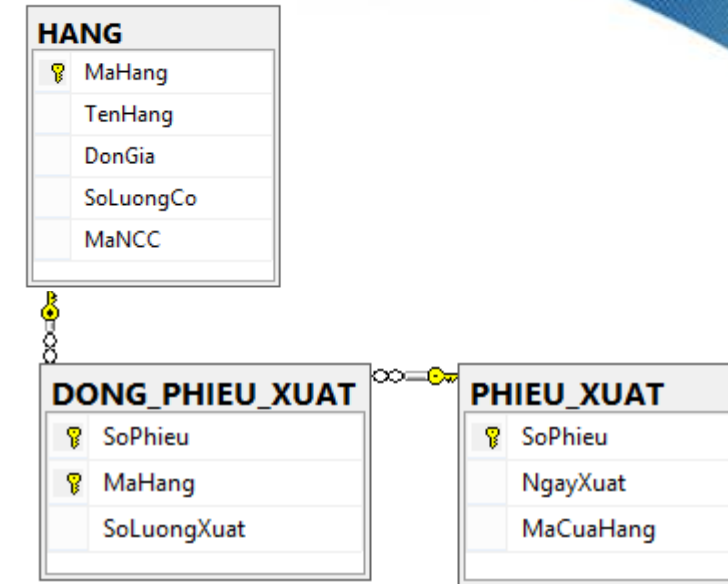 HANG
MaHang
TenHang
DonGia
SoLuongCo
MaNCC
DONG_PHIEU_XUAT
SoPhieu
MaHang
SoLuongXuat
PHIEU_XUAT
SoPhieu
NgayXuat
MaCuaHang